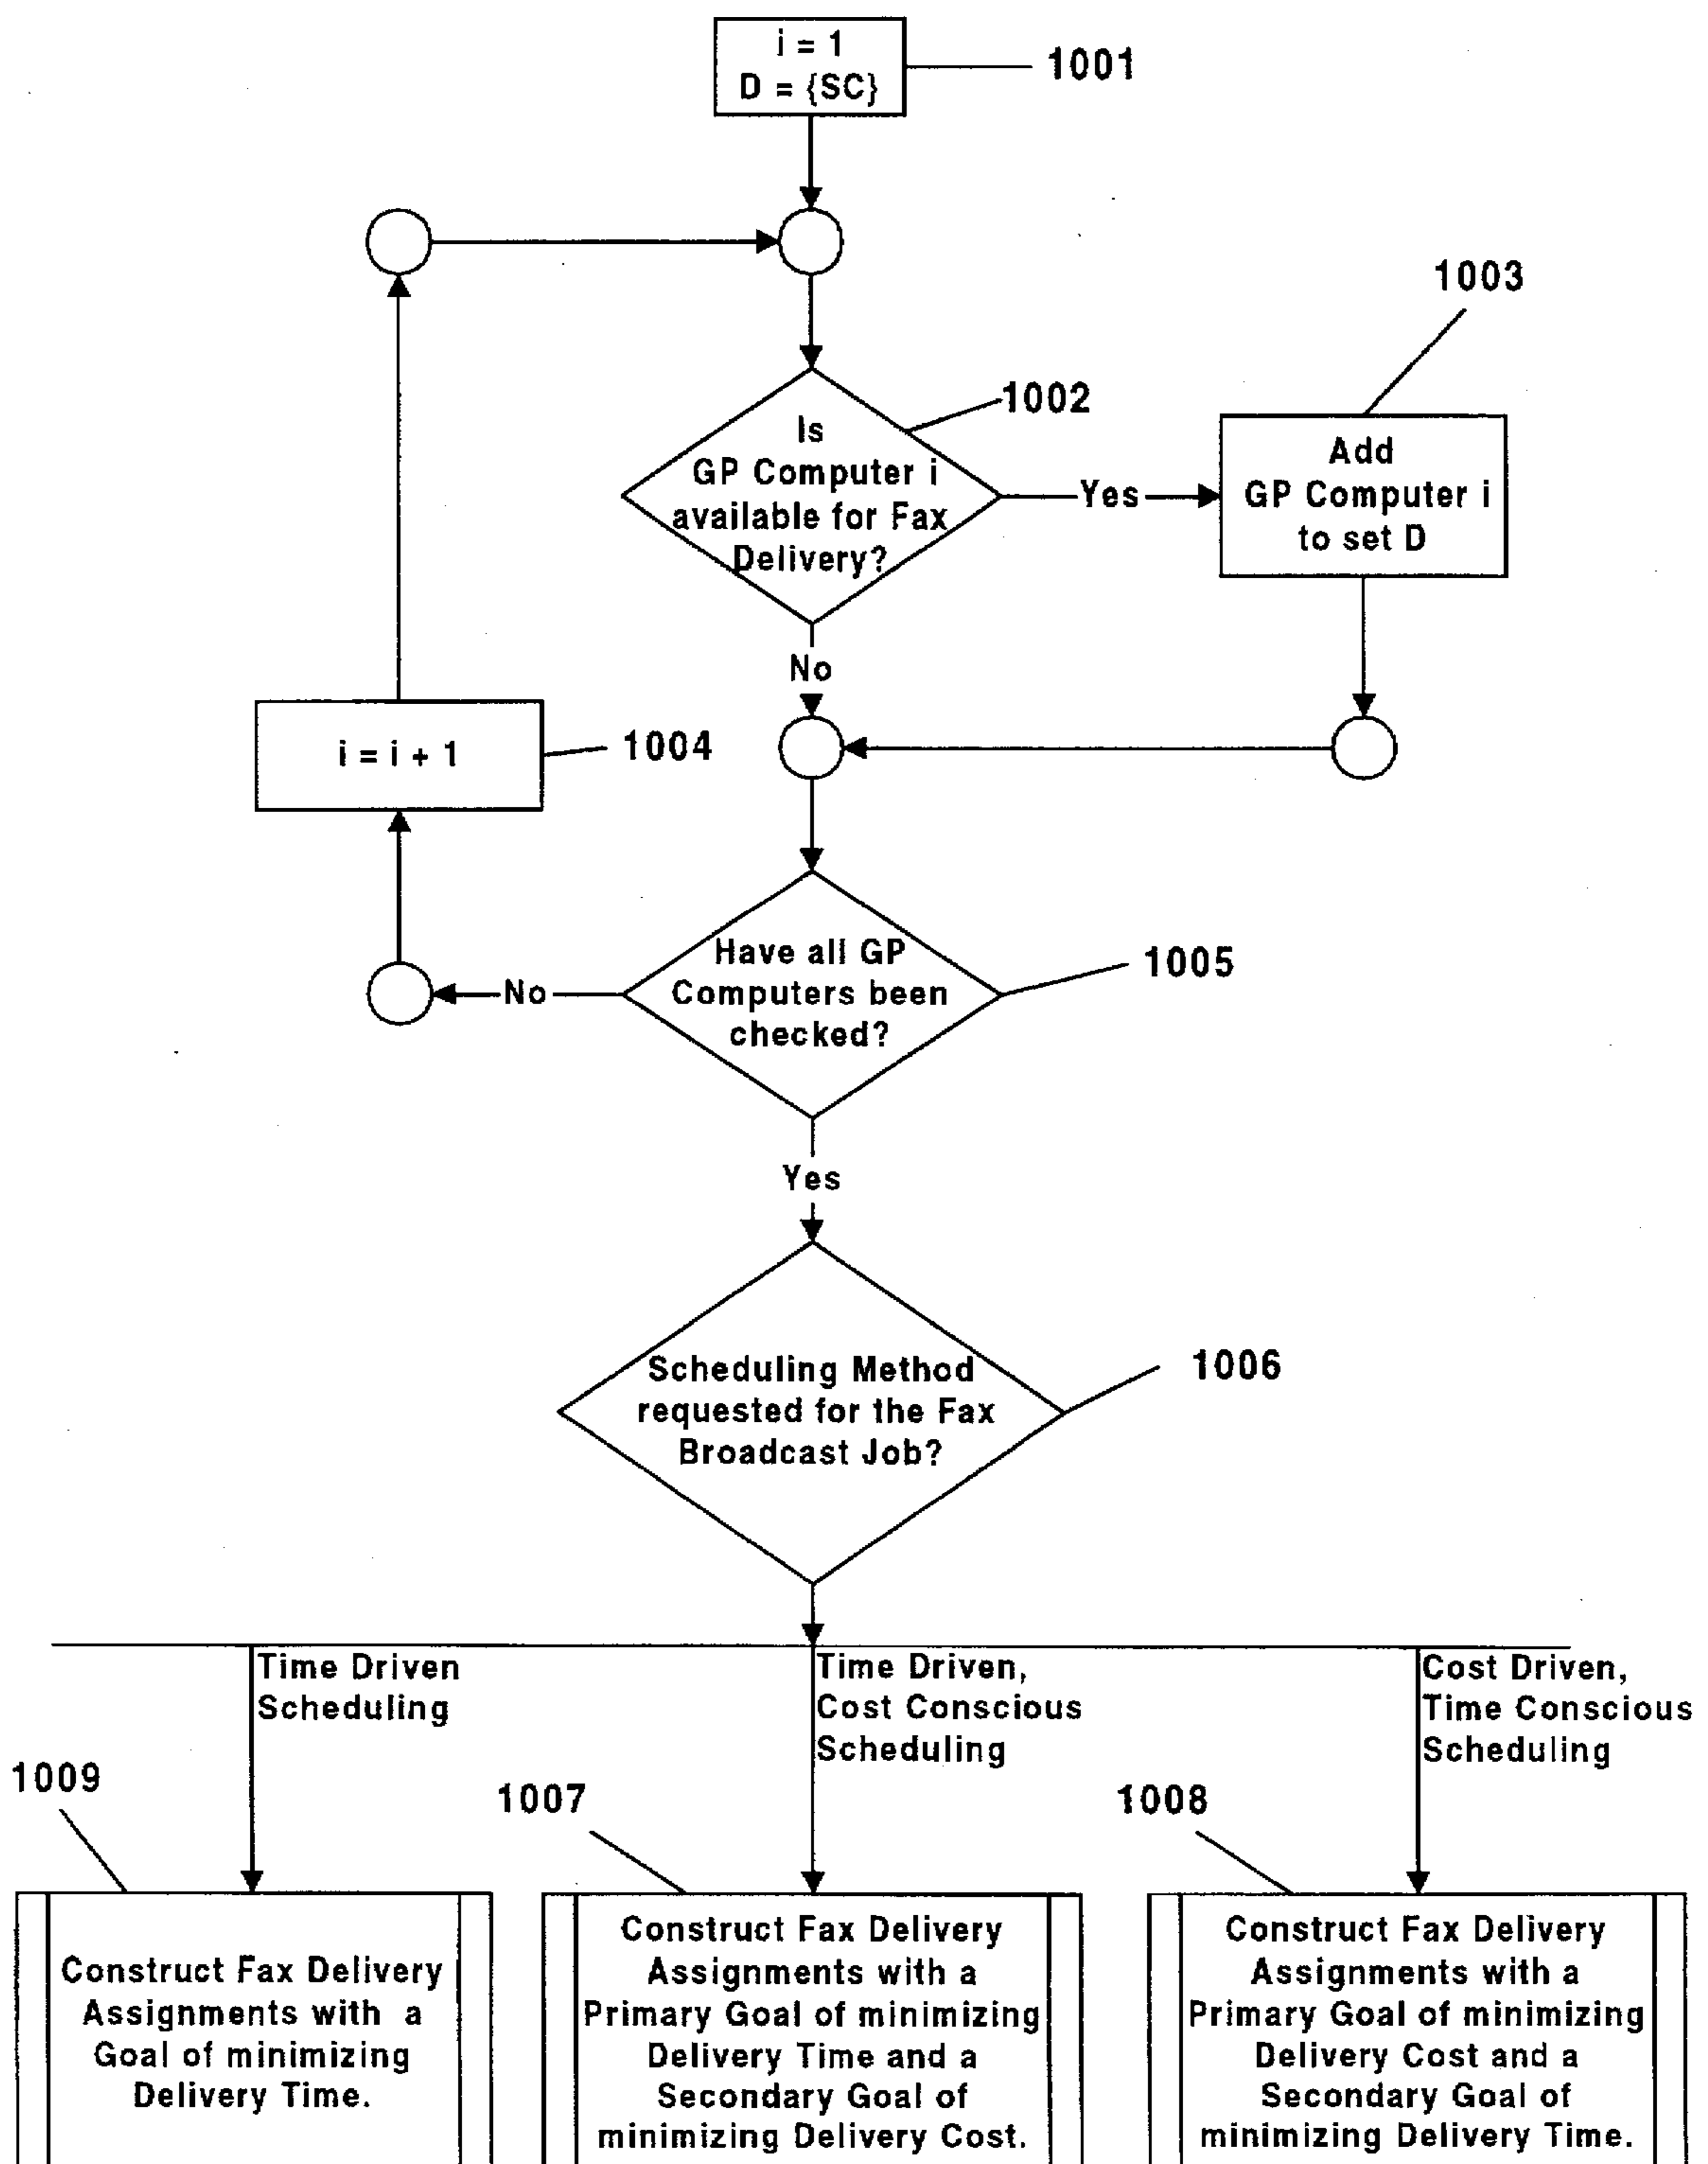 i = 1
D = {SC}
1001
1003
1002
Is
GP Computer i
available for Fax
Delivery?
Yes
Add
GP Computer i
to set D
No
i = i + 1
1004
Have all GP
Computers been
checked?
1005
No
Yes
Scheduling Method
requested for the Fax
Broadcast Job?
1006
Time Driven
Scheduling
Time Driven,
Cost Conscious
Scheduling
Cost Driven,
Time Conscious
Scheduling
1009
1007
1008
Construct Fax Delivery
Assignments with a
Goal of minimizing
Delivery Time.
Construct Fax Delivery
Assignments with a
Primary Goal of minimizing
Delivery Time and a
Secondary Goal of
minimizing Delivery Cost.
Construct Fax Delivery
Assignments with a
Primary Goal of minimizing
Delivery Cost and a
Secondary Goal of
minimizing Delivery Time.